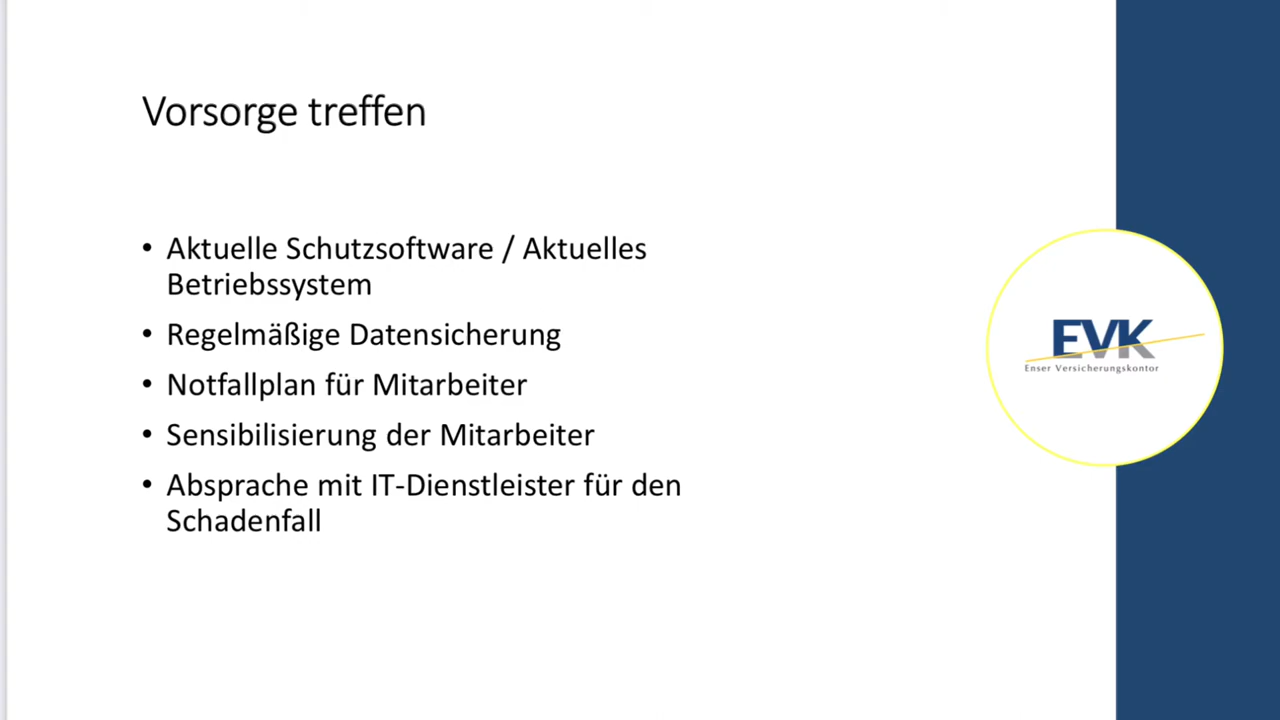 Vorsorge treffen
• Aktuelle Schutzsoftware / Aktuelles
Betriebssystem
• Regelmäßige Datensicherung
• Notfallplan für Mitarbeiter
• Sensibilisierung der Mitarbeiter
• Absprache mit IT-Dienstleister für den
Schadenfall
EVK
Enser Versicherungskontor